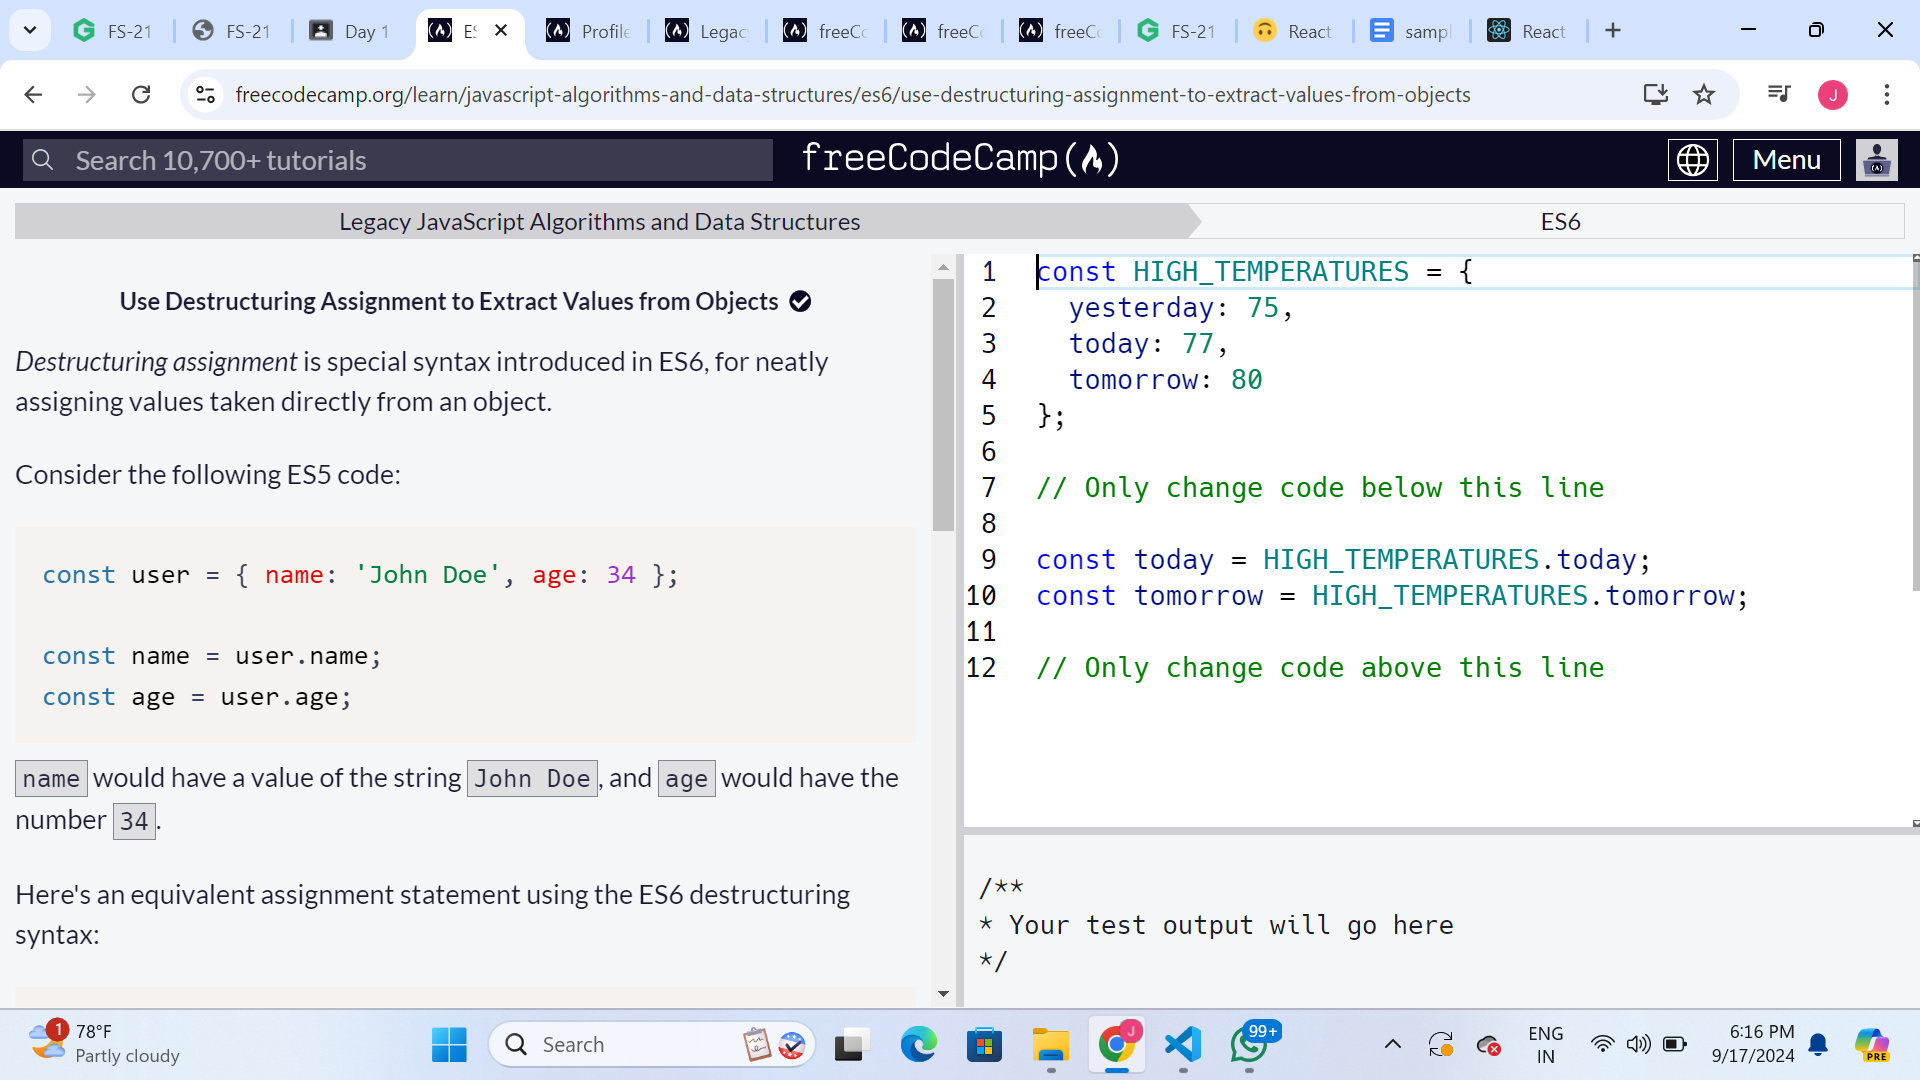 FS-21
FS-21
Day 1
ES
Profile
Legac
freeCo
freeCo
freeCo
FS-21
React
sampl
React
freecodecamp.org/learn/javascript-algorithms-and-data-structures/es6/use-destructuring-assignment-to-extract-values-from-objects
J
Search 10,700+ tutorials
freeCodeCamp(
)
Menu
Legacy JavaScript Algorithms and Data Structures
ES6
Use Destructuring Assignment to Extract Values from Objects
Destructuring assignment is special syntax introduced in ES6, for neatly
assigning values taken directly from an object.
Consider the following ES5 code:
const user = { name: 'John Doe', age: 34 };
const name = user.name;
const age = user.age;
name would have a value of the string John Doe, and age would have the
number 34.
Here's an equivalent assignment statement using the ES6 destructuring
syntax:
1 const HIGH_TEMPERATURES = {
2 yesterday: 75,
3 today: 77,
4 tomorrow: 80
5 };
6
7 // Only change code below this line
8
9 const today = HIGH_TEMPERATURES.today;
10 const tomorrow = HIGH_TEMPERATURES.tomorrow;
11
12 // Only change code above this line
/**
* Your test output will go here
*/
1
78°F
Partly cloudy
Search
J
99+
ENG
IN
6:16 PM
9/17/2024
PRE